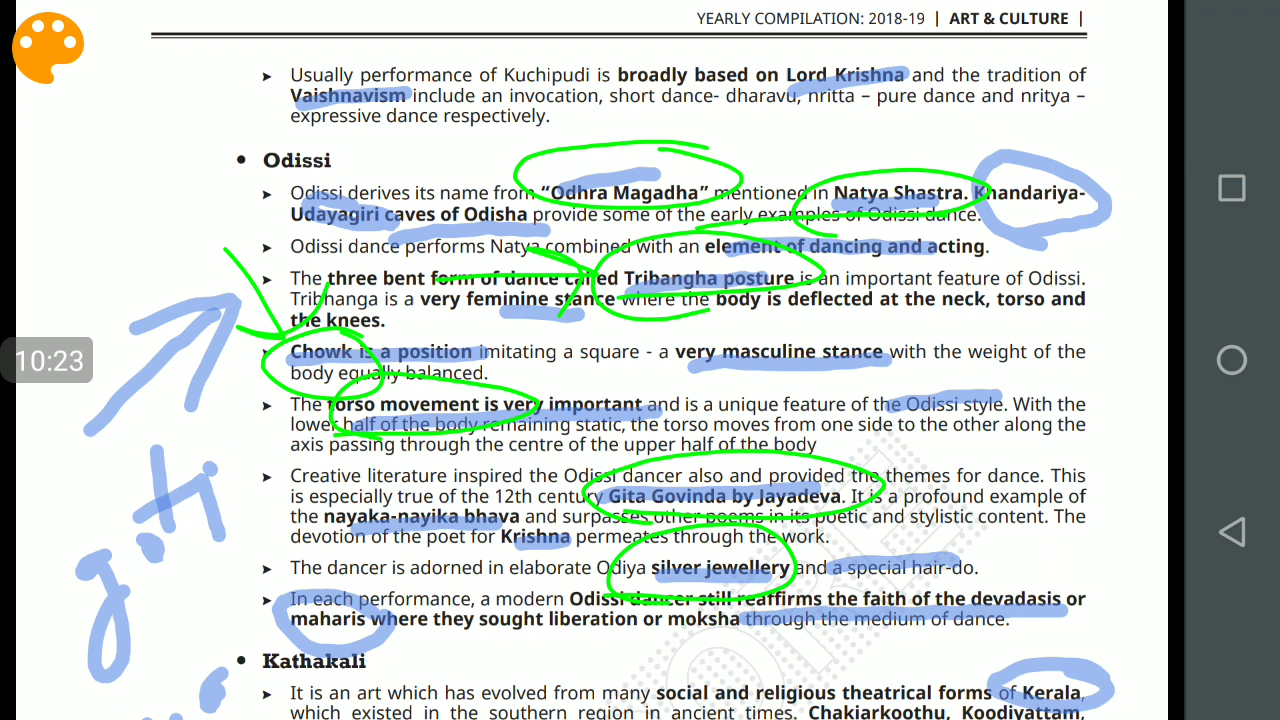 YEARLY COMPILATION: 2018-19 | ART & CULTURE |
➤ Usually performance of Kuchipudi is broadly based on Lord Krishna and the tradition of
Vaishnavism include an invocation, short dance- dharavu, nritta – pure dance and nritya –
expressive dance respectively.
• Odissi
➤ Odissi derives its name from “Odhra Magadha” mentioned in Natya Shastra. Khandariya-
Udayagiri caves of Odisha provide some of the early examples of Odissi dance.
➤ Odissi dance performs Natya combined with an element of dancing and acting.
➤ The three bent form of dance called Tribangha posture is an important feature of Odissi.
Tribhanga is a very feminine stance where the body is deflected at the neck, torso and
the knees.
10:23
➤ Chowk is a position imitating a square - a very masculine stance with the weight of the
body equally balanced.
➤ The torso movement is very important and is a unique feature of the Odissi style. With the
lower half of the body remaining static, the torso moves from one side to the other along the
axis passing through the centre of the upper half of the body
➤ Creative literature inspired the Odissi dancer also and provided the themes for dance. This
is especially true of the 12th century Gita Govinda by Jayadeva. It is a profound example of
the nayaka-nayika bhava and surpasses other poems in its poetic and stylistic content. The
devotion of the poet for Krishna permeates through the work.
➤ The dancer is adorned in elaborate Odiya silver jewellery and a special hair-do.
➤ In each performance, a modern Odissi dancer still reaffirms the faith of the devadasis or
maharis where they sought liberation or moksha through the medium of dance.
• Kathakali
➤ It is an art which has evolved from many social and religious theatrical forms of Kerala,
which existed in the southern region in ancient times. Chakiarkoothu, Koodiyattam,